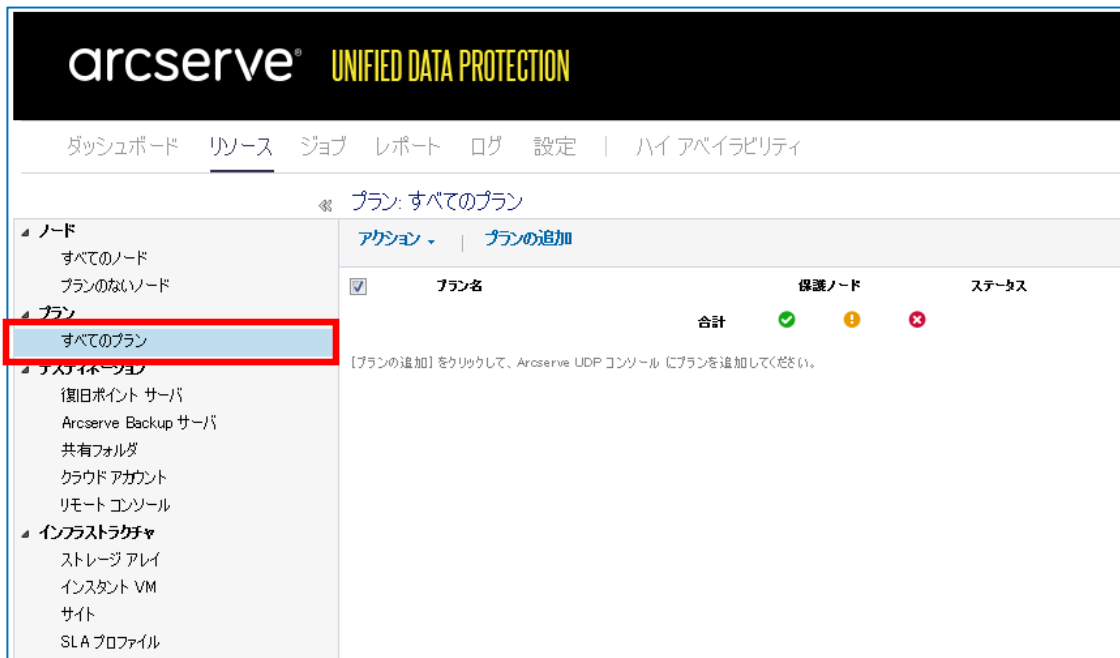 arcserve® UNIFIED DATA PROTECTION
ダッシュボード リソース ジョブ レポート ログ 設定 | ハイ アベイラビリティ
プラン: すべてのプラン
アクション | プランの追加
プラン名 保護ノード ステータス
合計
[プランの追加] をクリックして、Arcserve UDP コンソール にプランを追加してください。
ノード
すべてのノード
プランのないノード
プラン
すべてのプラン
デスティネーション
復旧ポイント サーバ
Arcserve Backup サーバ
共有フォルダ
クラウド アカウント
リモート コンソール
インフラストラクチャ
ストレージ アレイ
インスタント VM
サイト
SLA プロファイル